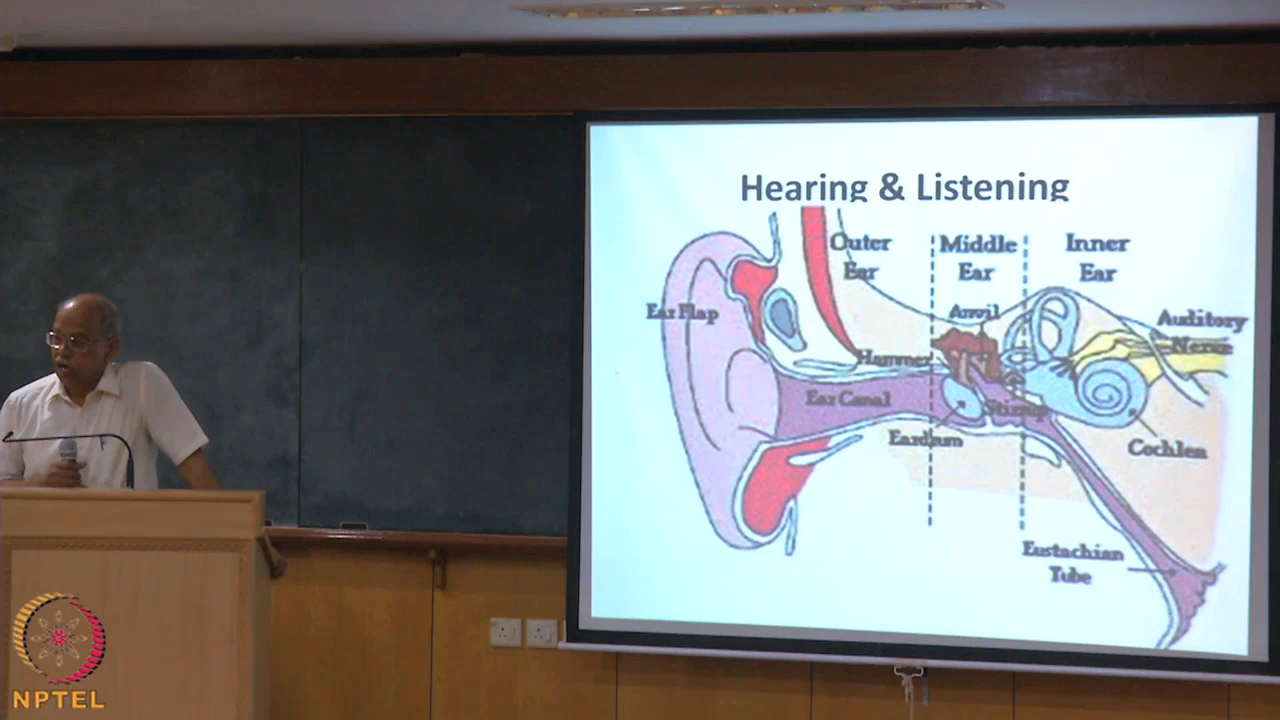 Hearing & Listening
Outer
Ear
Middle
Ear
Inner
Ear
Ear Flap
Anvil
Auditory
Nerve
Hammer
Ear Canal
Stirrup
Eardum
Cochlea
Eustachian
Tube
NPTEL